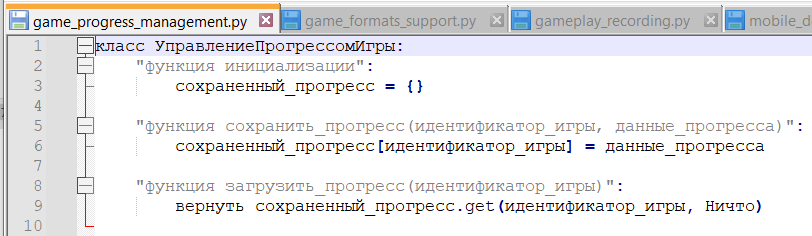 game_progress_management.py game_formats_support.py gameplay_recording.py mobile_d
1 класс УправлениеПрогрессомИгры:
2 "функция инициализации":
3 сохраненный_прогресс = {}
4
5 "функция сохранить_прогресс(идентификатор_игры, данные_прогресса)":
6 сохраненный_прогресс[идентификатор_игры] = данные_прогресса
7
8 "функция загрузить_прогресс(идентификатор_игры)":
9 вернуть сохраненный_прогресс.get(идентификатор_игры, Ничто)
10